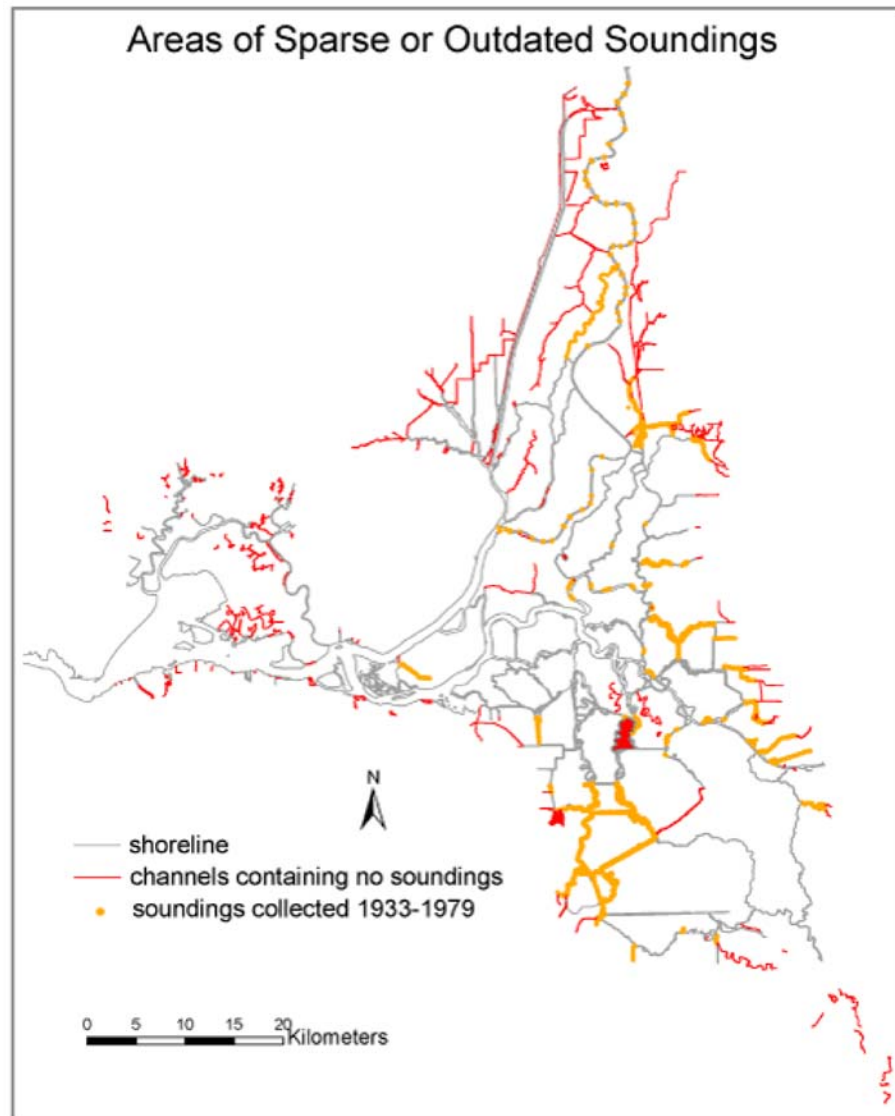 Areas of Sparse or Outdated Soundings
N
shoreline
channels containing no soundings
soundings collected 1933-1979
0 5 10 15 20
Kilometers